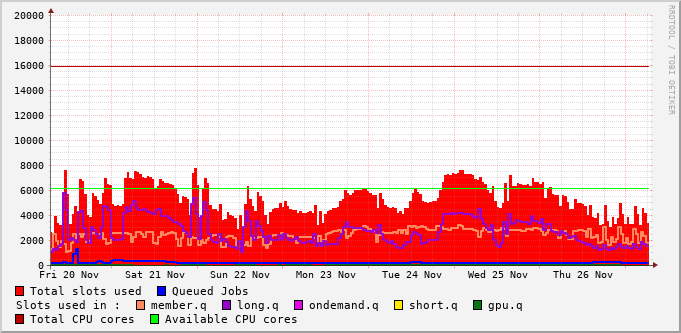 20000
18000
16000
14000
12000
10000
8000
6000
4000
2000
0
Fri 20 Nov Sat 21 Nov Sun 22 Nov Mon 23 Nov Tue 24 Nov Wed 25 Nov Thu 26 Nov
Total slots used Queued Jobs
Slots used in : member.q long.q ondemand.q short.q gpu.q
Total CPU cores Available CPU cores
RRDTOOL / TOBI OETIKER